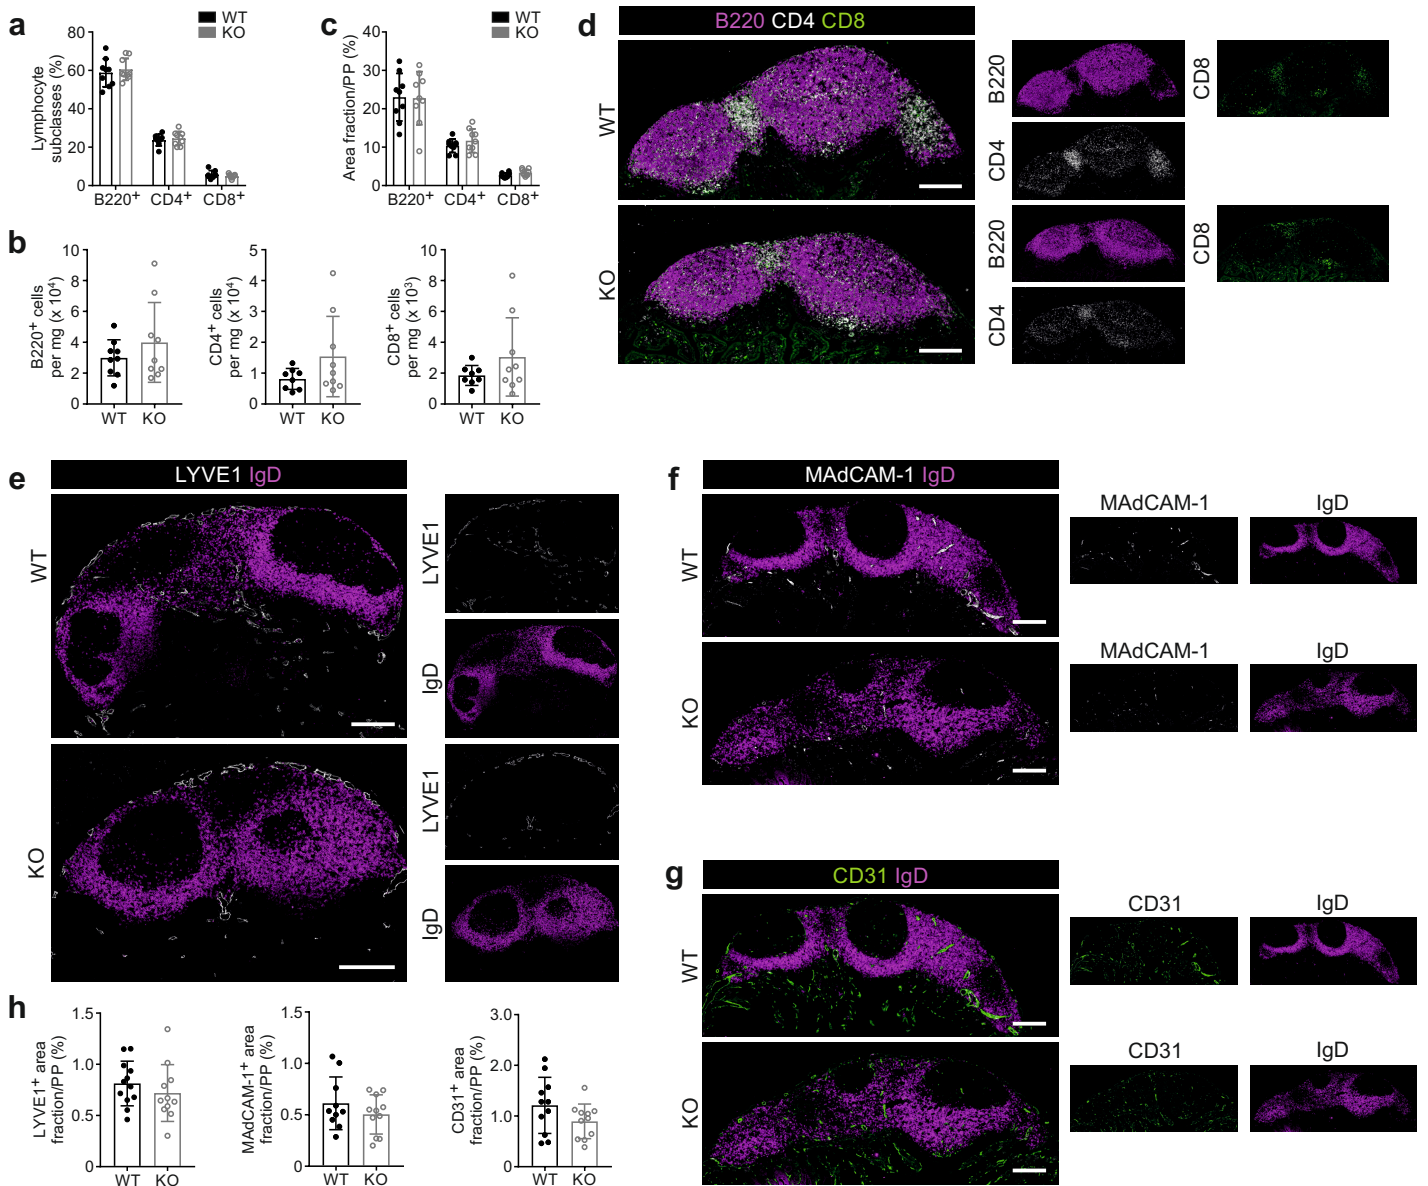 a
WT
KO
Lymphocyte
subclasses (%)
80
60
40
20
0
B220+ CD4+ CD8+
c
WT
KO
Area fraction/PP (%)
40
30
20
10
0
B220+ CD4+ CD8+
b
B220+ cells
per mg (x 10⁴)
10
8
6
4
2
0
WT KO
CD4+ cells
per mg (x 10⁴)
5
4
3
2
1
0
WT KO
CD8+ cells
per mg (x 10³)
10
8
6
4
2
0
WT KO
d
B220 CD4 CD8
WT
KO
B220
CD8
CD4
B220
CD8
CD4
e
LYVE1 IgD
WT
KO
LYVE1
IgD
LYVE1
IgD
f
MAdCAM-1 IgD
WT
KO
MAdCAM-1 IgD
MAdCAM-1 IgD
g
CD31 IgD
WT
KO
CD31 IgD
CD31 IgD
h
LYVE1+ area
fraction/PP (%)
1.5
1.0
0.5
0
WT KO
MAdCAM-1+ area
fraction/PP (%)
1.5
1.0
0.5
0
WT KO
CD31+ area
fraction/PP (%)
3.0
2.0
1.0
0
WT KO